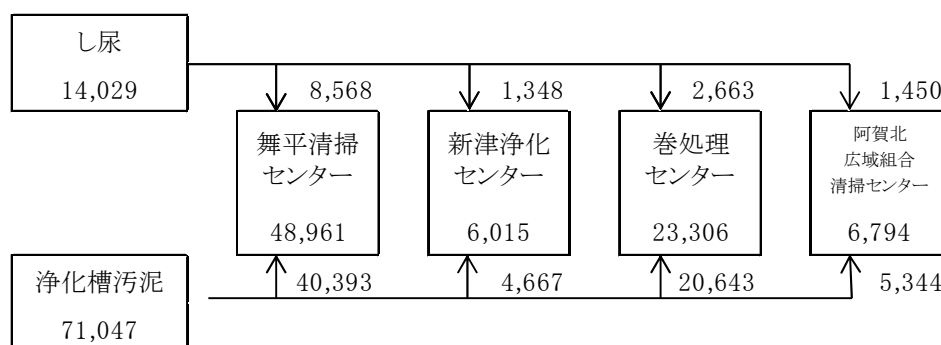 し尿
14,029
8,568
1,348
2,663
1,450
舞平清掃
センター
48,961
新津浄化
センター
6,015
巻処理
センター
23,306
阿賀北
広域組合
清掃センター
6,794
浄化槽汚泥
71,047
40,393
4,667
20,643
5,344